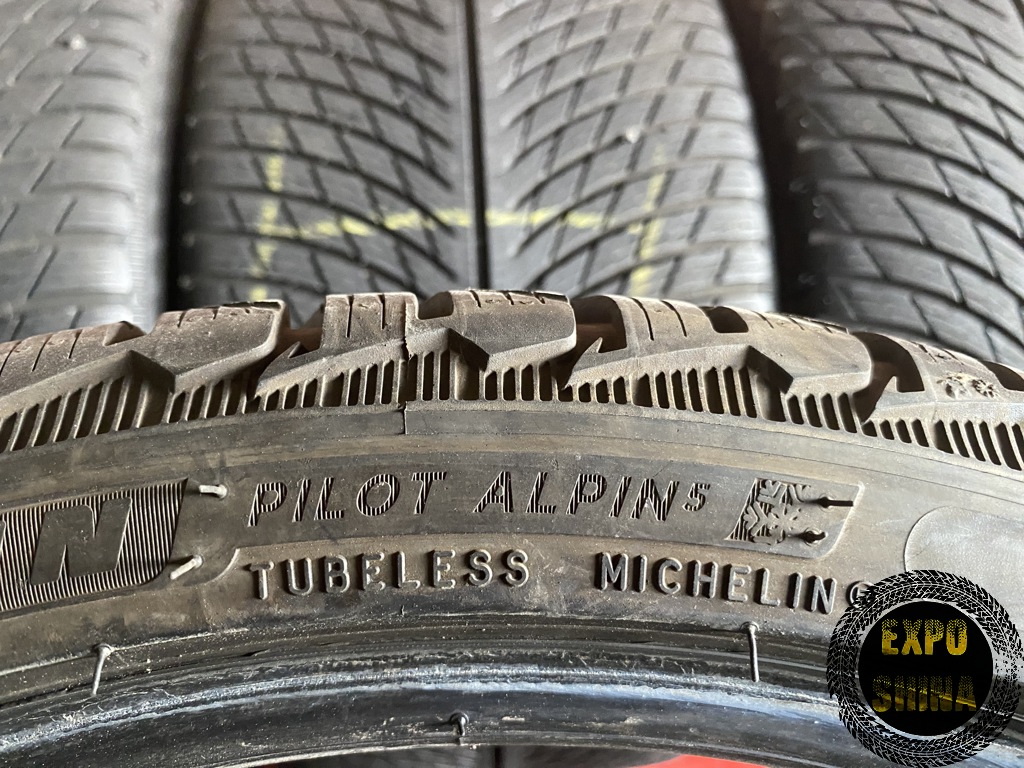 N
PILOT ALPIN5
TUBELESS MICHELIN
EXPO
SHINA